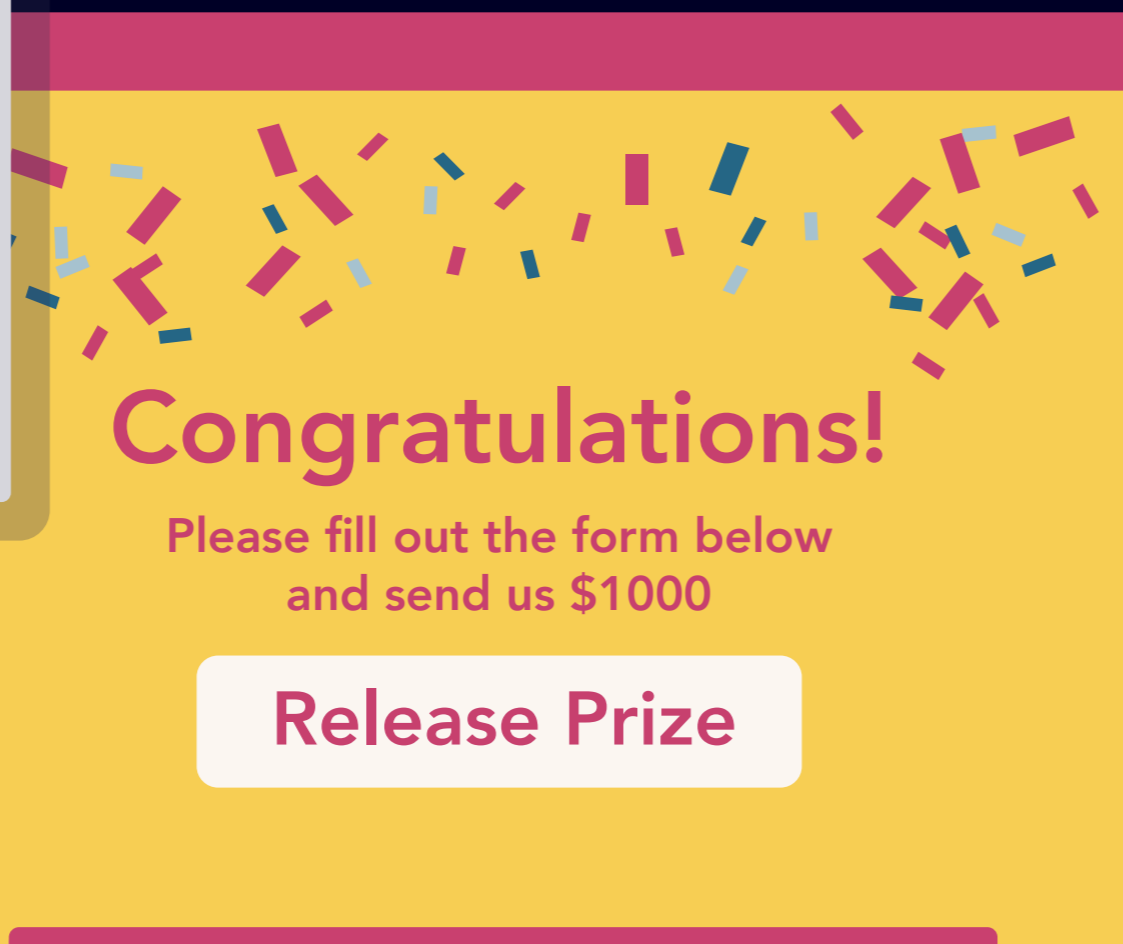 Congratulations!
Please fill out the form below
and send us $1000
Release Prize